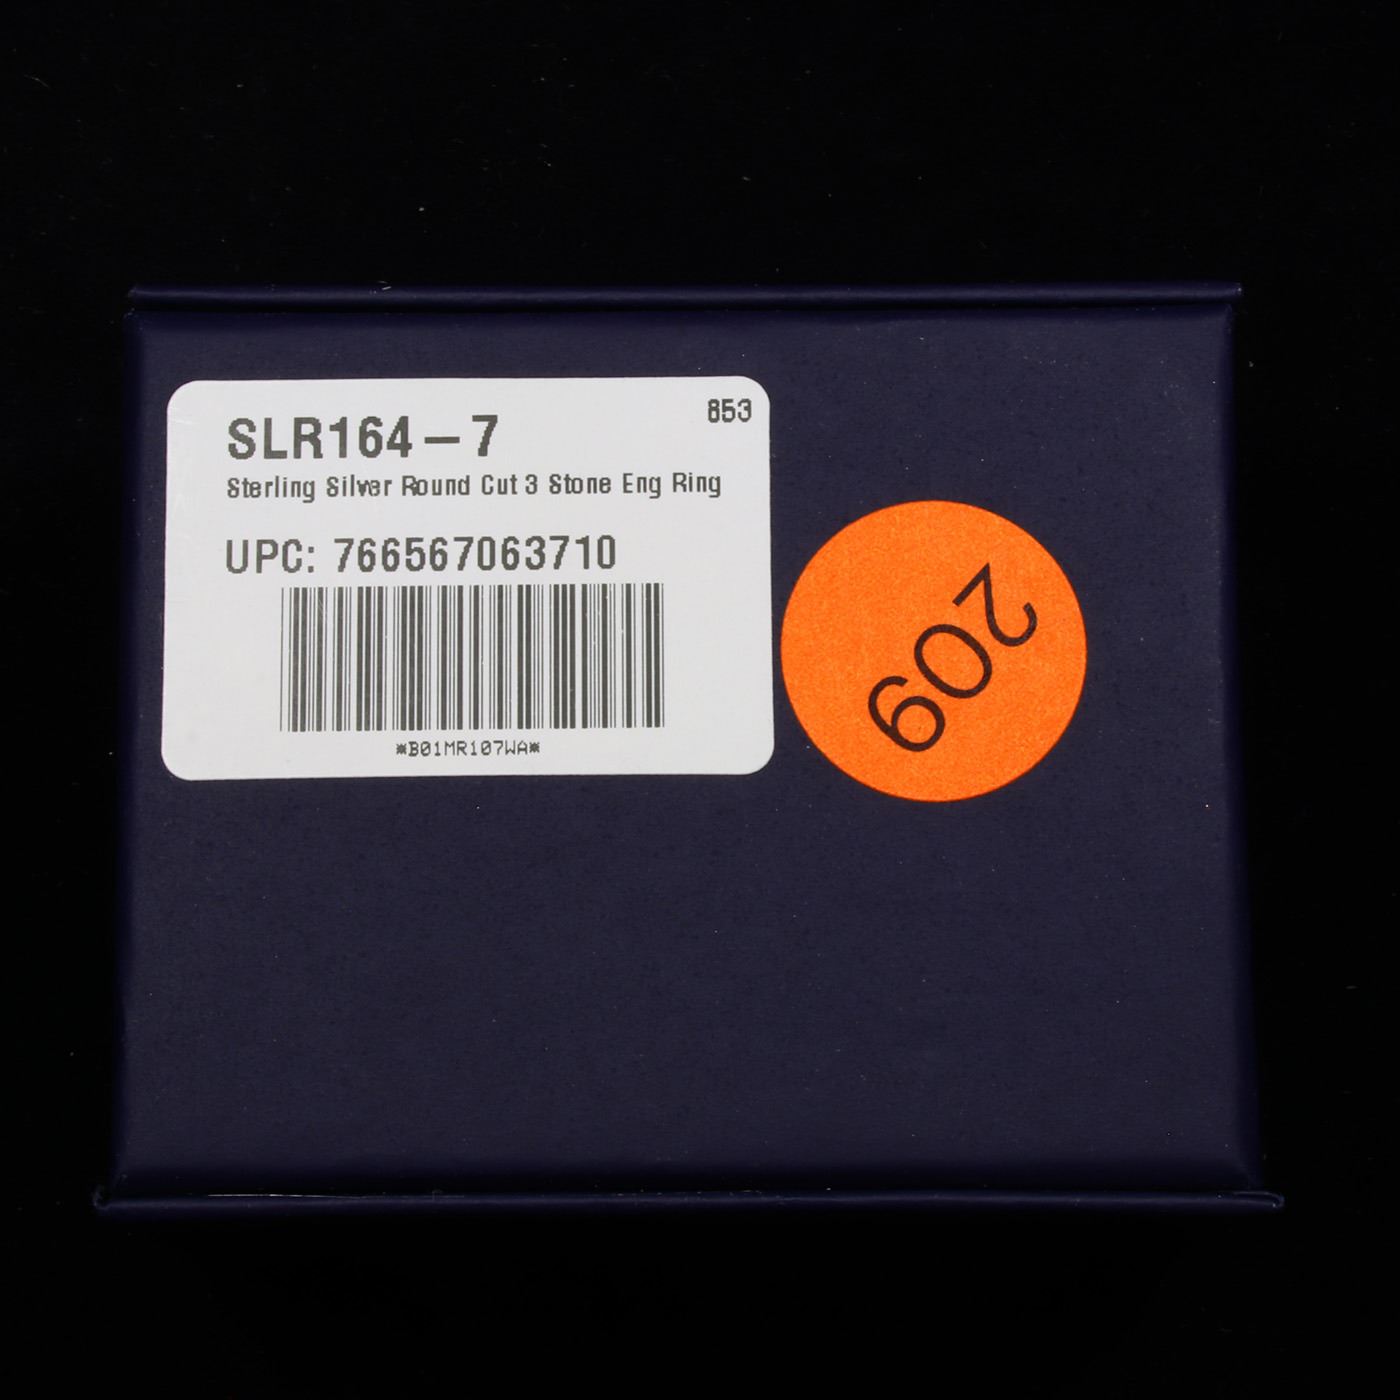 853
SLR164-7
Sterling Silver Round Cut 3 Stone Eng Ring
UPC: 766567063710
*B01MR107WA*
209